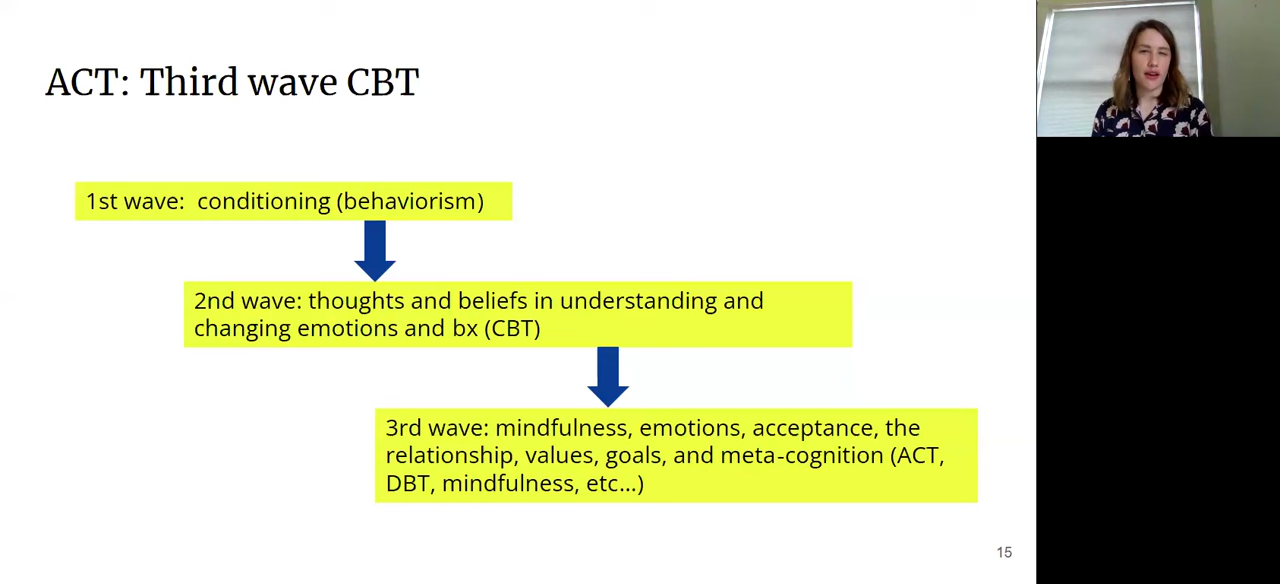 ACT: Third wave CBT
1st wave:  conditioning (behaviorism)
2nd wave: thoughts and beliefs in understanding and
changing emotions and bx (CBT)
3rd wave: mindfulness, emotions, acceptance, the
relationship, values, goals, and meta-cognition (ACT,
DBT, mindfulness, etc...)
15